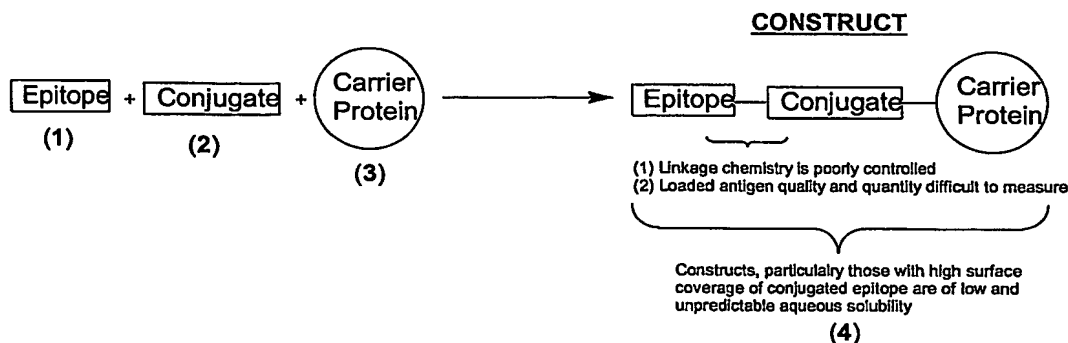 CONSTRUCT
Epitope + Conjugate + Carrier Protein
(1)
(2)
(3)
Epitope Conjugate Carrier Protein
(1) Linkage chemistry is poorly controlled
(2) Loaded antigen quality and quantity difficult to measure
Constructs, particulalry those with high surface
coverage of conjugated epitope are of low and
unpredictable aqueous solubility
(4)